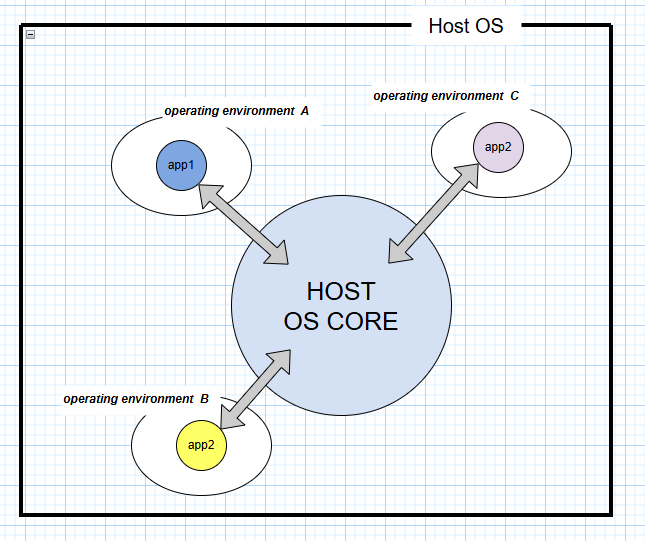 Host OS
operating environment C
operating environment A
app2
app1
HOST
OS CORE
operating environment B
app2